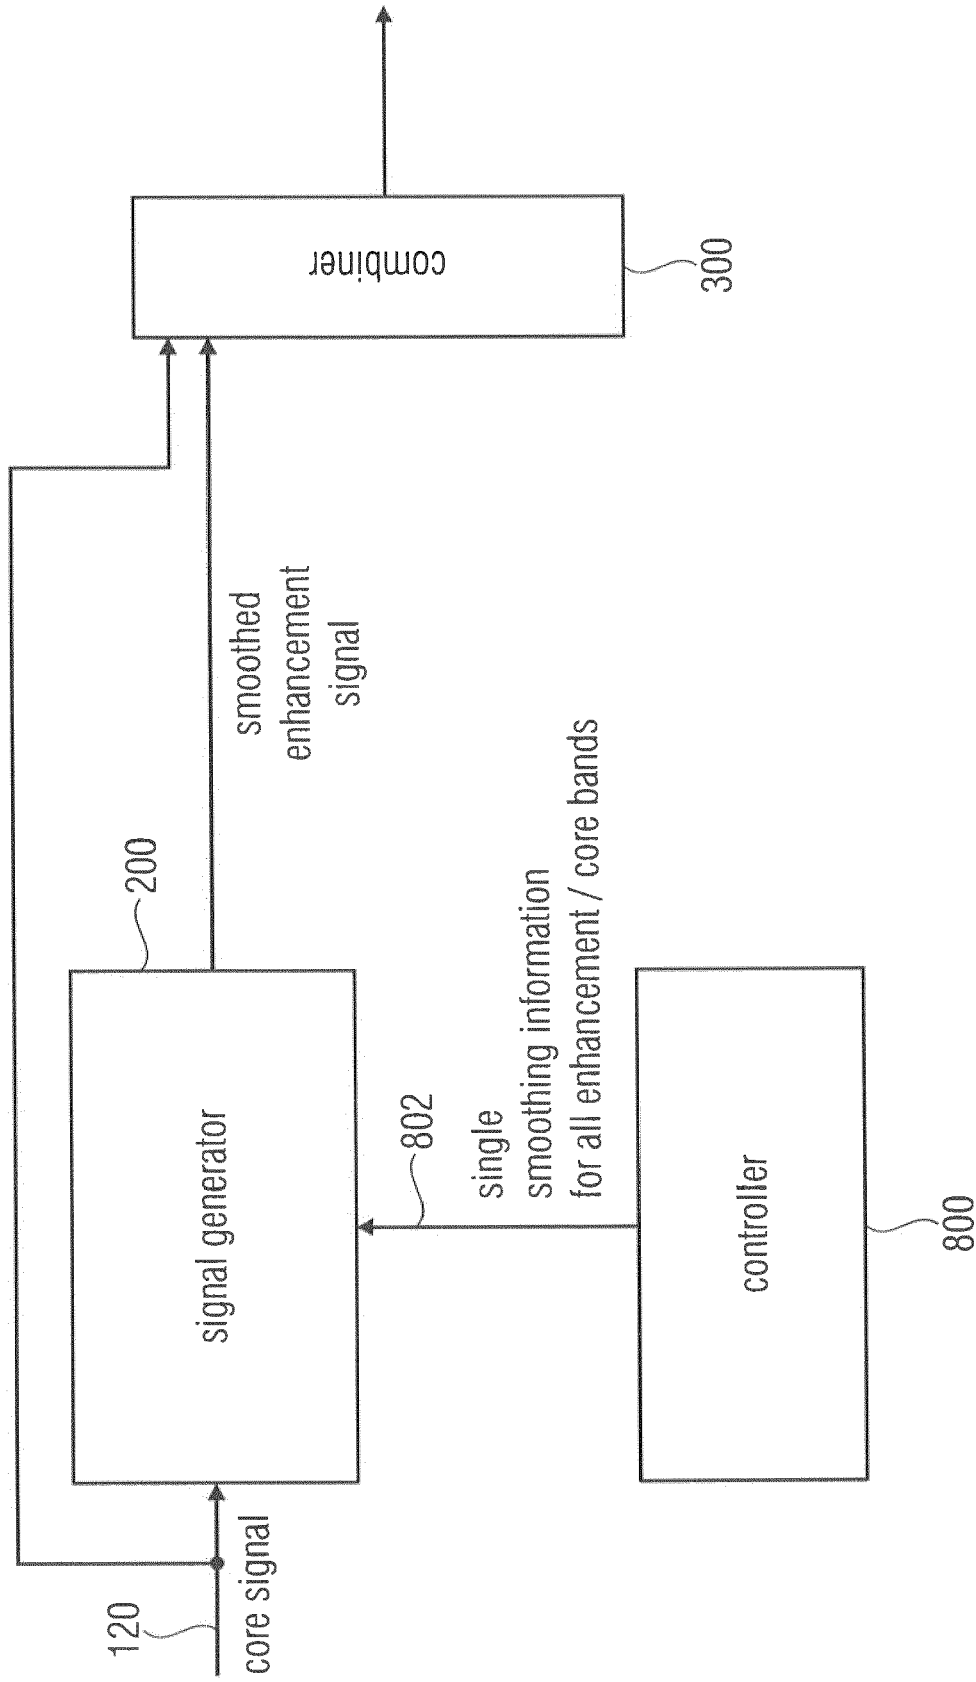 120
core signal
signal generator
200
802
single
smoothing information
for all enhancement / core bands
controller
800
smoothed
enhancement
signal
combiner
300